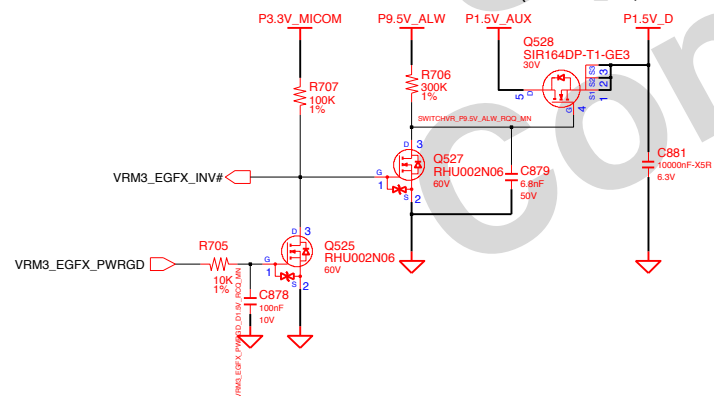 P3.3V_MICOM
P9.5V_ALW
P1.5V_AUX
P1.5V_D
Q528
SIR164DP-T1-GE3
30V
R707
100K
1%
R706
300K
1%
5
D
G
4
S3
S2
S1
3
2
1
SWITCHVR_P9.5V_ALW_RQQ_MN
D
3
Q527
RHU002N06
60V
G
1
S
2
C879
6.8nF
50V
C881
10000nF-X5R
6.3V
VRM3_EGFX_INV#
D
3
Q525
RHU002N06
60V
G
1
S
2
VRM3_EGFX_PWRGD
R705
10K
1%
C878
100nF
10V
VRM3_EGFX_PWRGD_D1.5V_RCQ_MN
Con